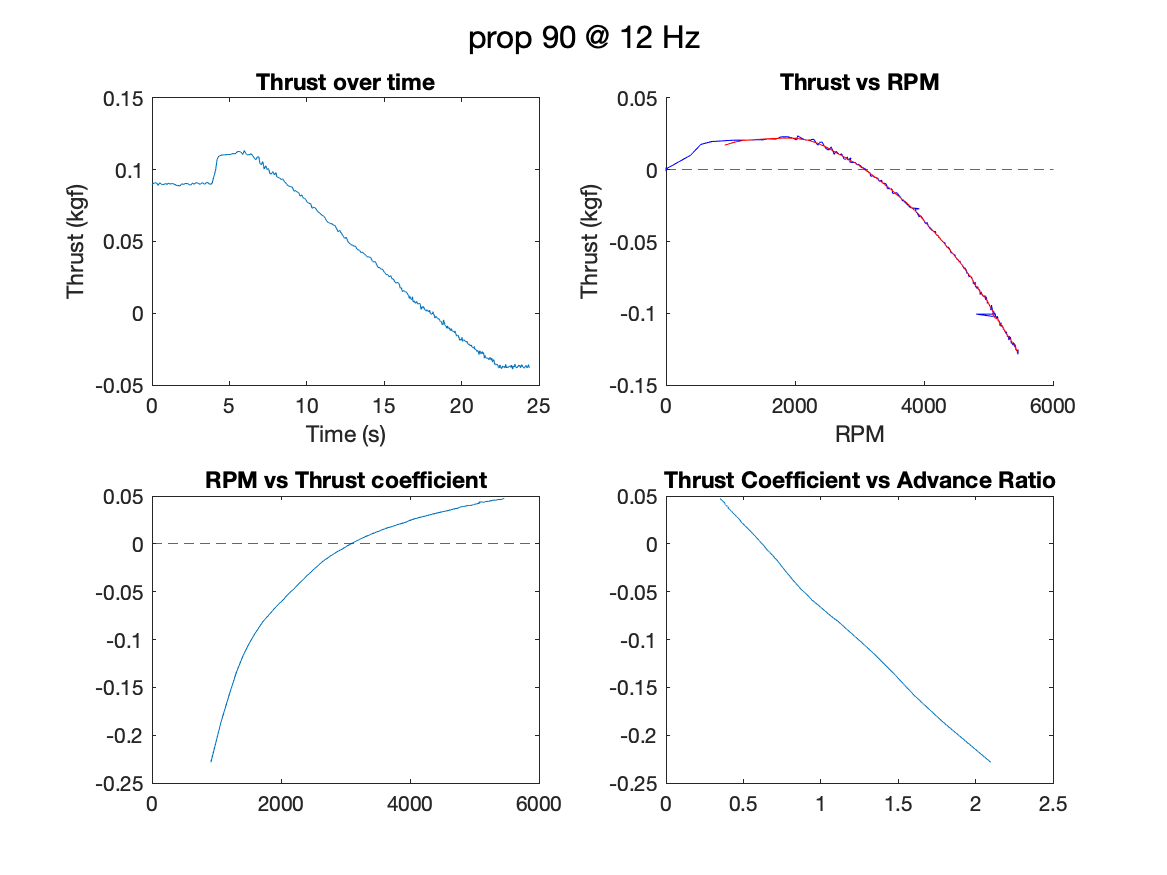 prop 90 @ 12 Hz
Thrust over time
0.15
0.1
0.05
0
-0.05
Thrust (kgf)
0 5 10 15 20 25
Time (s)
Thrust vs RPM
0.05
0
-0.05
-0.1
-0.15
Thrust (kgf)
0 2000 4000 6000
RPM
RPM vs Thrust coefficient
0.05
0
-0.05
-0.1
-0.15
-0.2
-0.25
0 2000 4000 6000
Thrust Coefficient vs Advance Ratio
0.05
0
-0.05
-0.1
-0.15
-0.2
-0.25
0 0.5 1 1.5 2 2.5